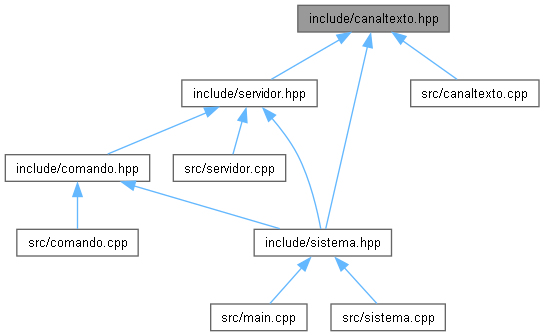 include/canaltexto.hpp
include/servidor.hpp
src/canaltexto.cpp
include/comando.hpp
src/servidor.cpp
src/comando.cpp
include/sistema.hpp
src/main.cpp
src/sistema.cpp